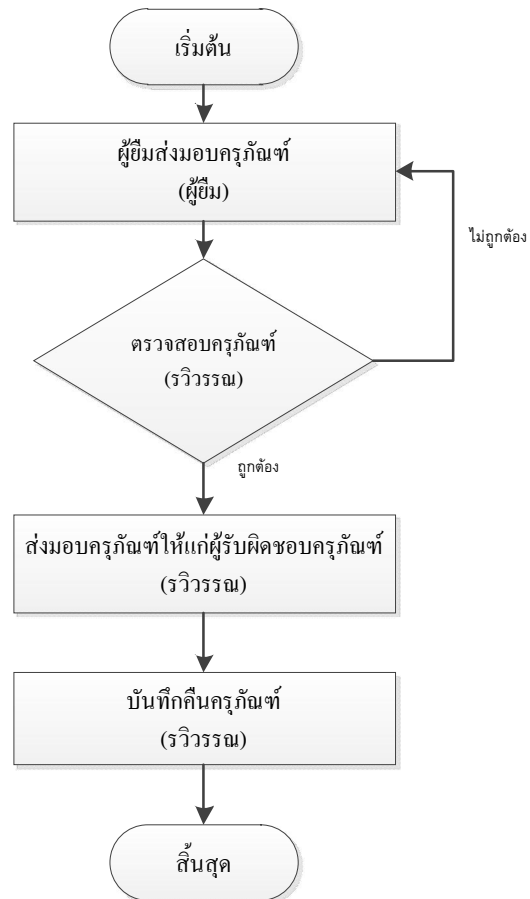 เริ่มต้น
ผู้ยืมส่งมอบครุภัณฑ์
(ผู้ยืม)
ไม่ถูกต้อง
ตรวจสอบครุภัณฑ์
(รวิวรรณ)
ถูกต้อง
ส่งมอบครุภัณฑ์ให้แก่ผู้รับผิดชอบครุภัณฑ์
(รวิวรรณ)
บันทึกคืนครุภัณฑ์
(รวิวรรณ)
สิ้นสุด